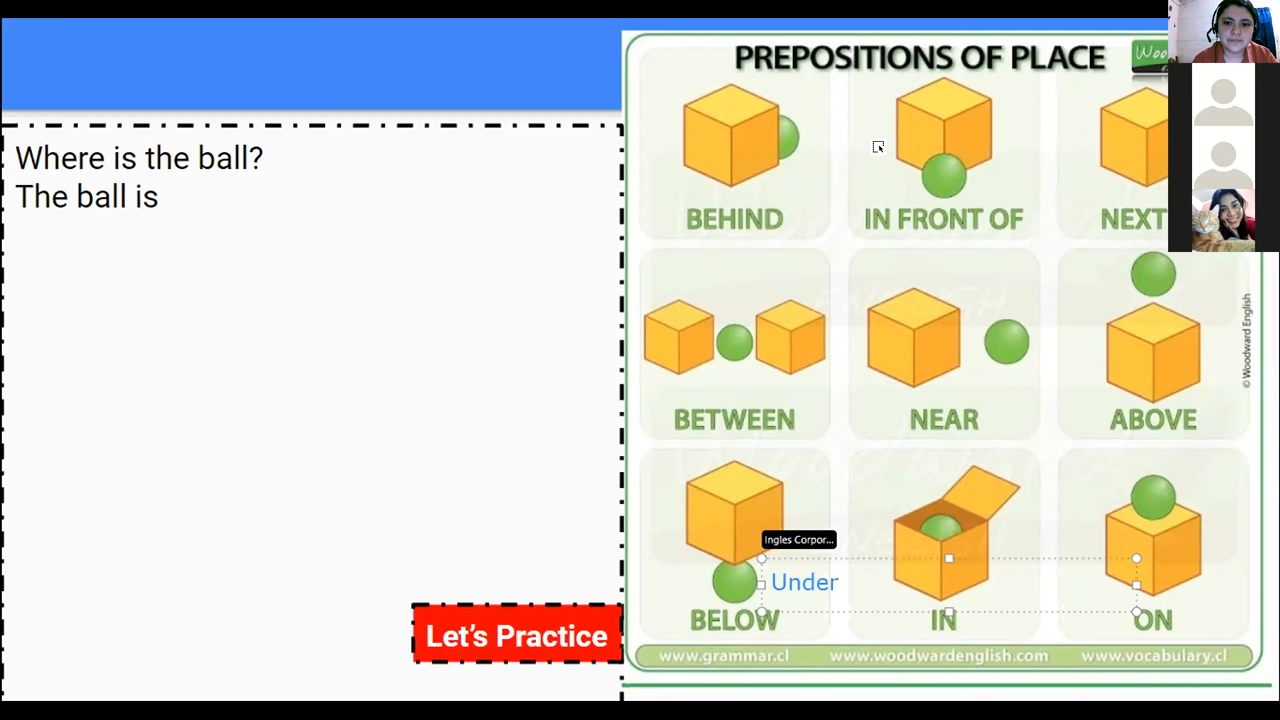 Where is the ball?
The ball is
Let's Practice
PREPOSITIONS OF PLACE
BEHIND
IN FRONT OF
NEXT
BETWEEN
NEAR
ABOVE
© Woodward English
Ingles Corpor...
Under
BELOW
IN
ON
www.grammar.cl
www.woodwardenglish.com
www.vocabulary.cl